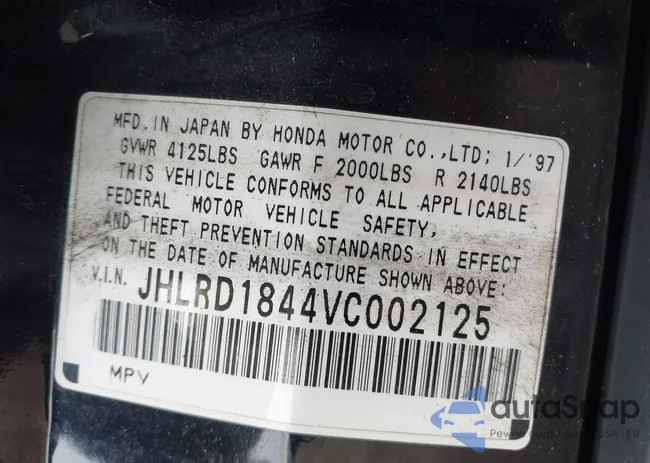 MFD. IN JAPAN BY HONDA MOTOR CO.,LTD; 1/'97
GVWR 4125LBS GAWR F 2000LBS R 2140LBS
THIS VEHICLE CONFORMS TO ALL APPLICABLE
FEDERAL MOTOR VEHICLE SAFETY,
AND THEFT PREVENTION STANDARDS IN EFFECT
ON THE DATE OF MANUFACTURE SHOWN ABOVE:
V.I.N. JHLRD1844VC002125
MPV
autoSnap